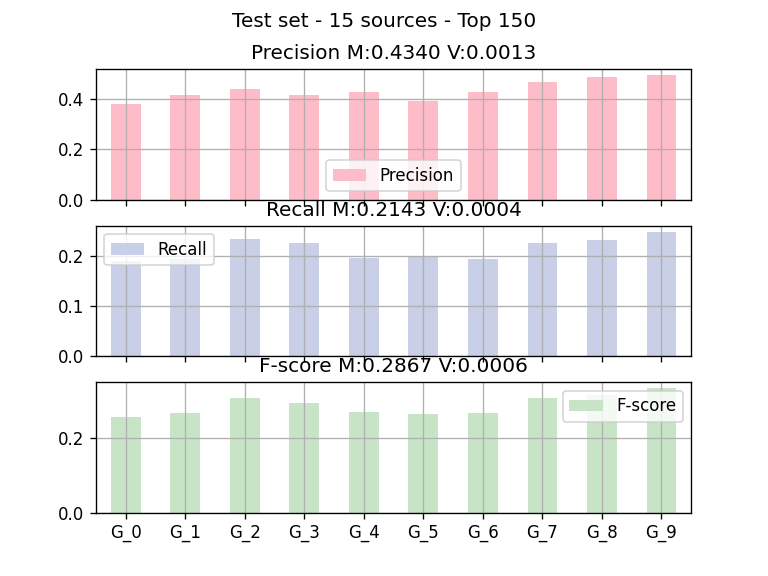 Test set - 15 sources - Top 150
Precision M:0.4340 V:0.0013
0.4
0.2
0.0
Precision
Recall M:0.2143 V:0.0004
Recall
0.2
0.1
0.0
F-score M:0.2867 V:0.0006
F-score
0.2
0.0
G_0 G_1 G_2 G_3 G_4 G_5 G_6 G_7 G_8 G_9